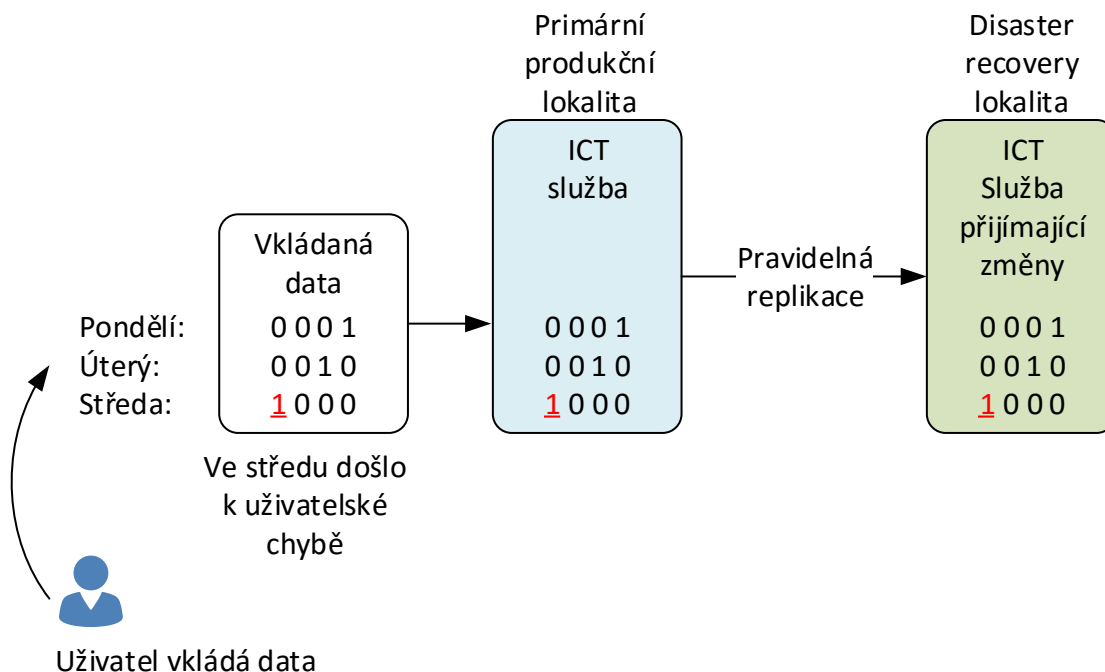 Primární
produkční
lokalita
Disaster
recovery
lokalita
ICT
služba
ICT
Služba
přijímající
změny
Vkládaná
data
Pravidelná
replikace
Pondělí: 0 0 0 1 0 0 0 1 0 0 0 1
Úterý: 0 0 1 0 0 0 1 0 0 0 1 0
Středa: 1 0 0 0 1 0 0 0 1 0 0 0
Ve středu došlo
k uživatelské
chybě
Uživatel vkládá data